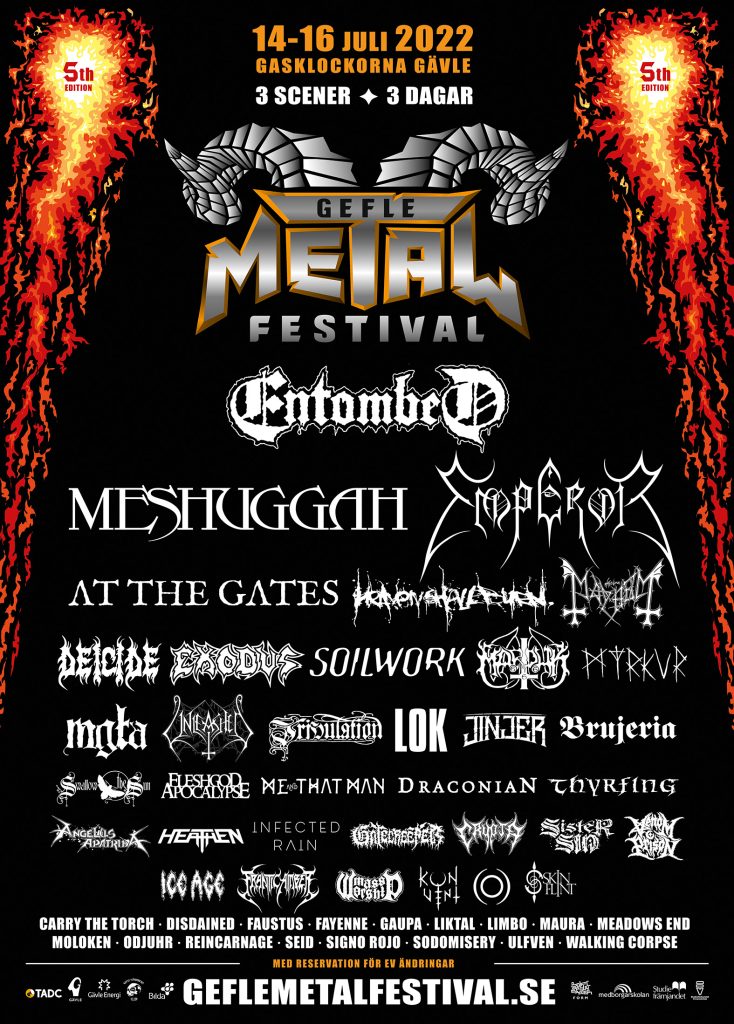 14-16 JULI 2022
GASKLOCKORNA GÄVLE
3 SCENER ✦ 3 DAGAR
5th
EDITION
5th
EDITION
GEFLE
METAL
FESTIVAL
ENTOMBED
MESHUGGAH EMPEROR
AT THE GATES HEAVEN SHALL BURN. MAYHEM
DEICIDE EXODUS SOILWORK MARDUK MYRKUR
mgła UNLEASHED TRIBULATION LOK JINJER Brujeria
Swallow the Sun FLESHGOD APOCALYPSE ME AND THAT MAN DRACONIAN THYRFING
ANGELUS APATRIDA HEATHEN INFECTED RAIN GATECREEPER CRYPTA SISTER SIN VENOM PRISON
ICE AGE FRANTIC AMBER MASS WORSHIP KONVENT
CARRY THE TORCH · DISDAINED · FAUSTUS · FAYENNE · GAUPA · LIKTAL · LIMBO · MAURA · MEADOWS END
MOLOKEN · ODJUHR · REINCARNAGE · SEID · SIGNO ROJO · SODOMISERY · ULFVEN · WALKING CORPSE
MED RESERVATION FÖR EV ÄNDRINGAR
TADC GÄVLE Gävle Energi Bilda GEFLEMETALFESTIVAL.SE medborgarskolan Studiefrämjandet